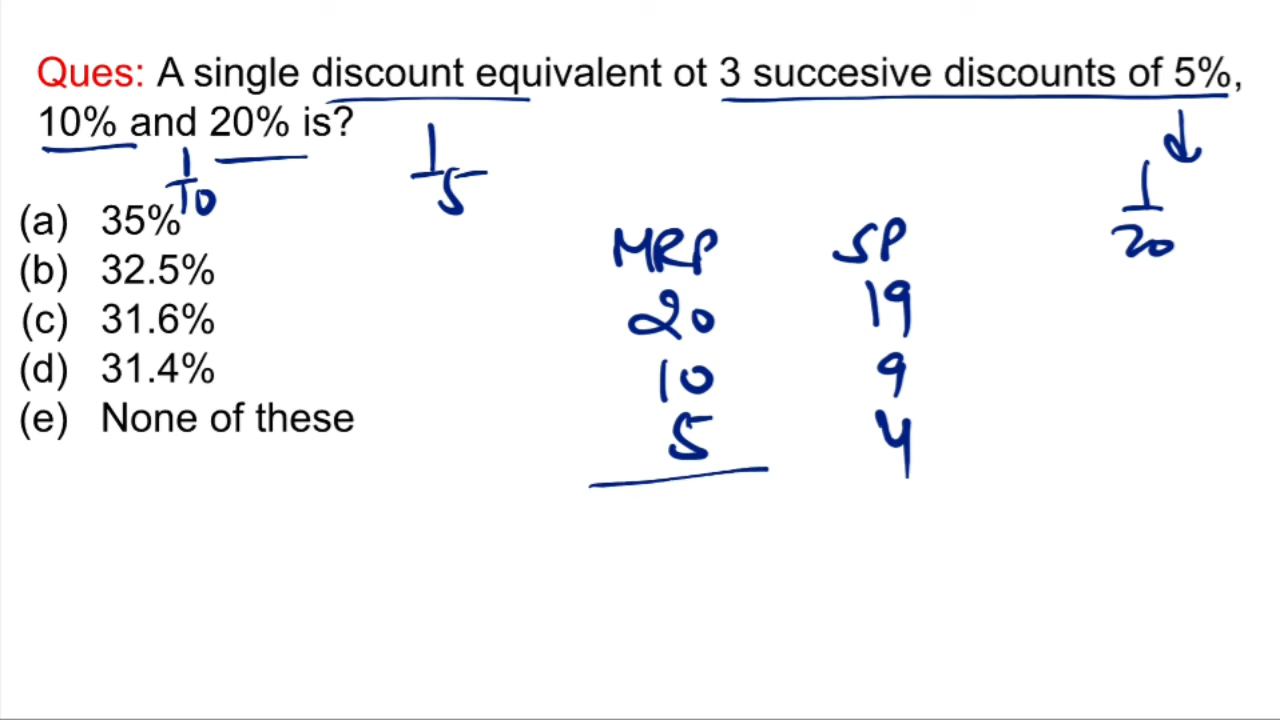 Ques: A single discount equivalent ot 3 succesive discounts of 5%,
10% and 20% is?
1/10
1/5
1/20
(a) 35%
(b) 32.5%
(c) 31.6%
(d) 31.4%
(e) None of these
MRP SP
20 19
10 9
5 4